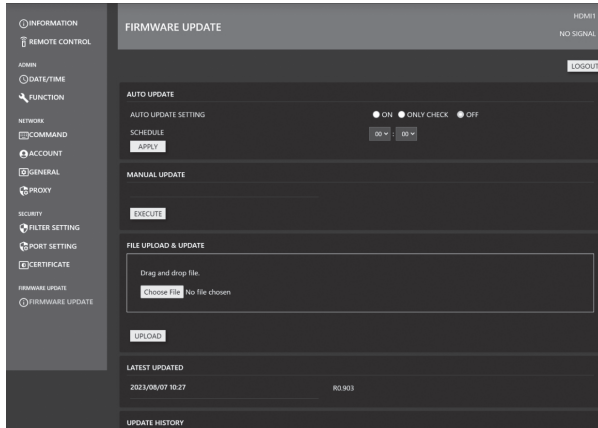 INFORMATION
REMOTE CONTROL
ADMIN
DATE/TIME
FUNCTION
NETWORK
COMMAND
ACCOUNT
GENERAL
PROXY
SECURITY
FILTER SETTING
PORT SETTING
CERTIFICATE
FIRMWARE UPDATE
FIRMWARE UPDATE
FIRMWARE UPDATE
HDMI1
NO SIGNAL
LOGOUT
AUTO UPDATE
AUTO UPDATE SETTING ON ONLY CHECK OFF
SCHEDULE 00 : 00
APPLY
MANUAL UPDATE
EXECUTE
FILE UPLOAD & UPDATE
Drag and drop file.
Choose File No file chosen
UPLOAD
LATEST UPDATED
2023/08/07 10:27 R0.903
UPDATE HISTORY